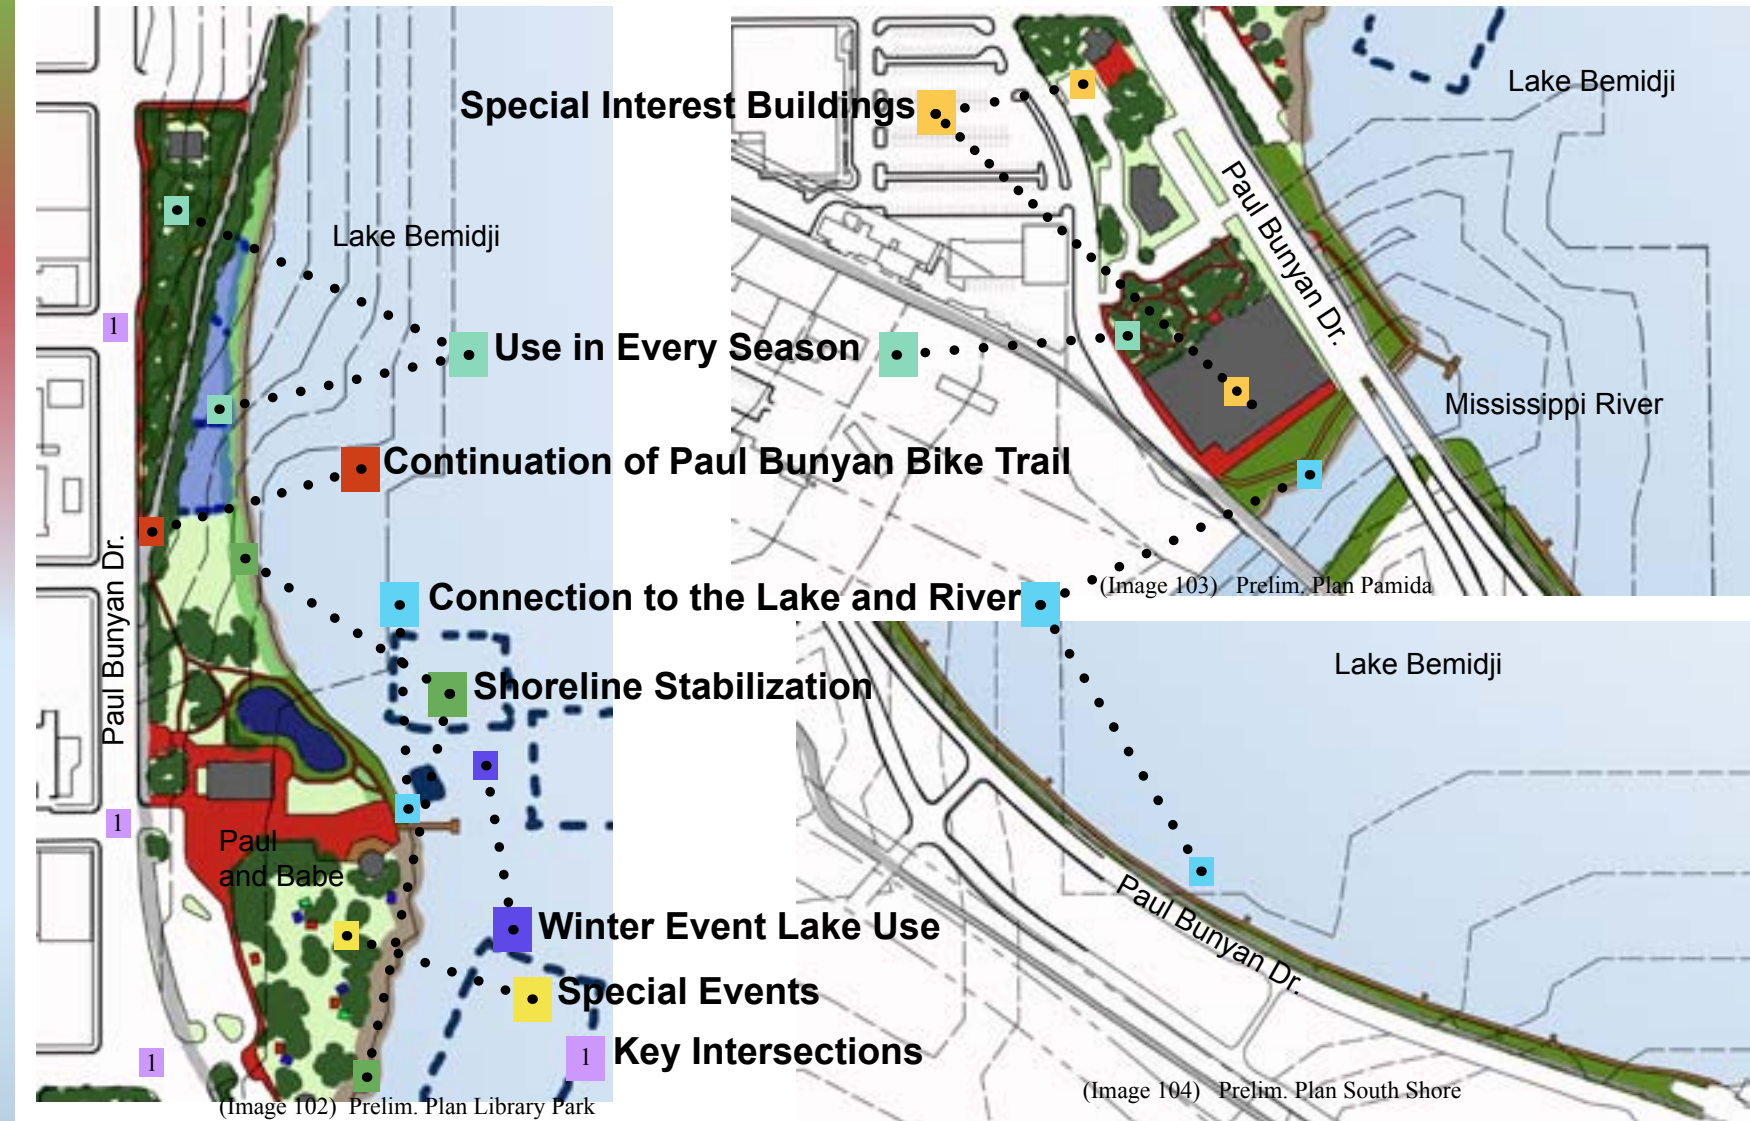 Lake Bemidji
Special Interest Buildings
Paul Bunyan Dr.
Lake Bemidji
1
Use in Every Season
Mississippi River
Continuation of Paul Bunyan Bike Trail
Paul Bunyan Dr.
(Image 103) Prelim. Plan Pamida
Connection to the Lake and River
Lake Bemidji
Shoreline Stabilization
1
Paul
and Babe
Paul Bunyan Dr.
Winter Event Lake Use
Special Events
1
1
Key Intersections
(Image 104) Prelim. Plan South Shore
(Image 102) Prelim. Plan Library Park